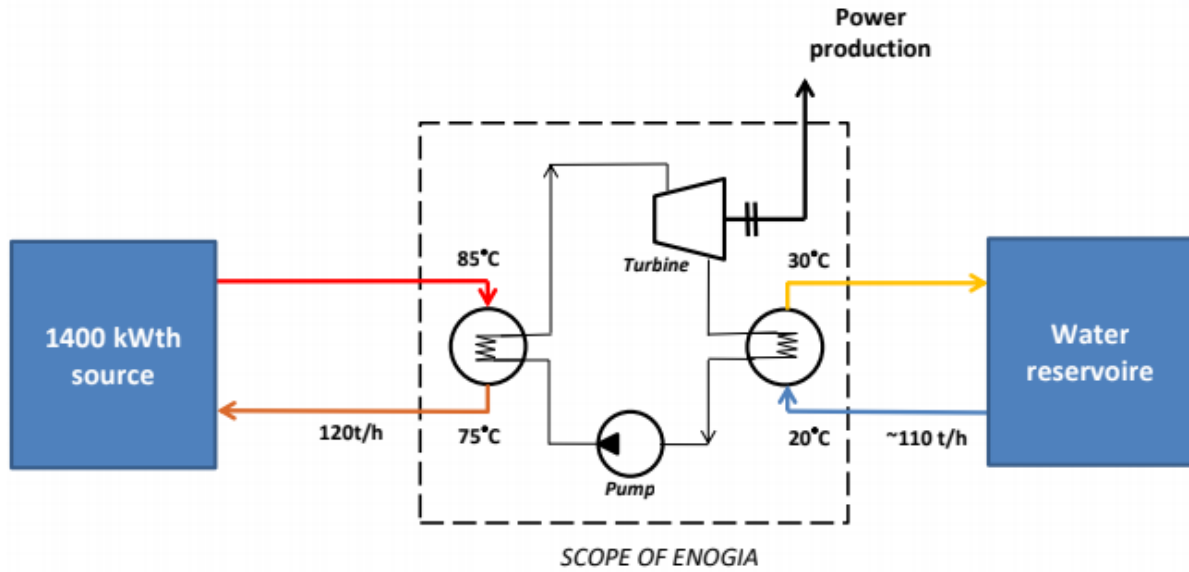 Power
production
85°C
Turbine
30°C
1400 kWth
source
Water
reservoire
120t/h
75°C
20°C
~110 t/h
Pump
SCOPE OF ENOGIA